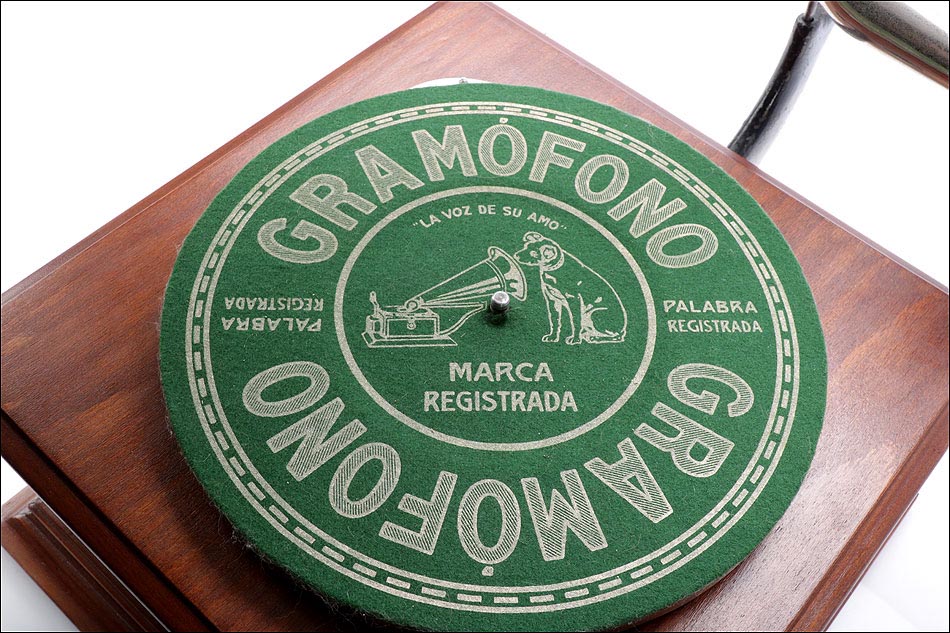 GRAMÓFONO
"LA VOZ DE SU AMO"
PALABRA
REGISTRADA
PALABRA
REGISTRADA
MARCA
REGISTRADA
GRAMÓFONO